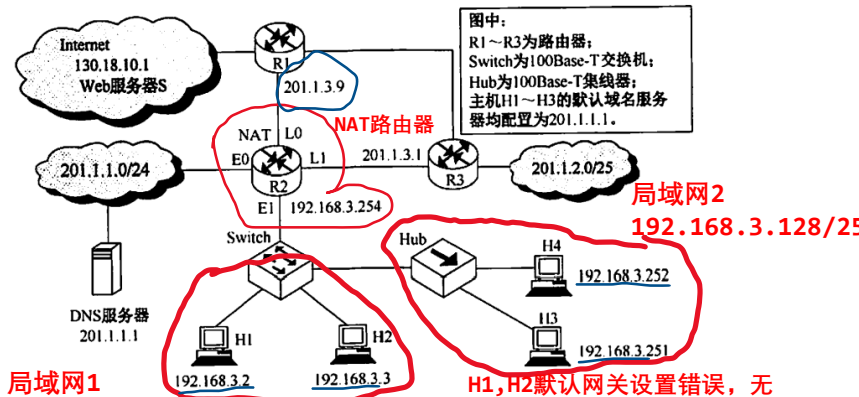 图中：
R1～R3为路由器；
Switch为100Base-T交换机；
Hub为100Base-T集线器；
主机H1～H3的默认域名服务
器均配置为201.1.1.1。
Internet
130.18.10.1
Web服务器S
R1
201.1.3.9
NAT路由器
NAT
L0
201.1.1.0/24
E0
R2
L1
201.1.3.1
R3
201.1.2.0/25
E1
192.168.3.254
局域网2
192.168.3.128/25
Switch
Hub
H4
192.168.3.252
DNS服务器
201.1.1.1
H1
H2
H3
192.168.3.2
192.168.3.3
192.168.3.251
局域网1
H1,H2默认网关设置错误，无